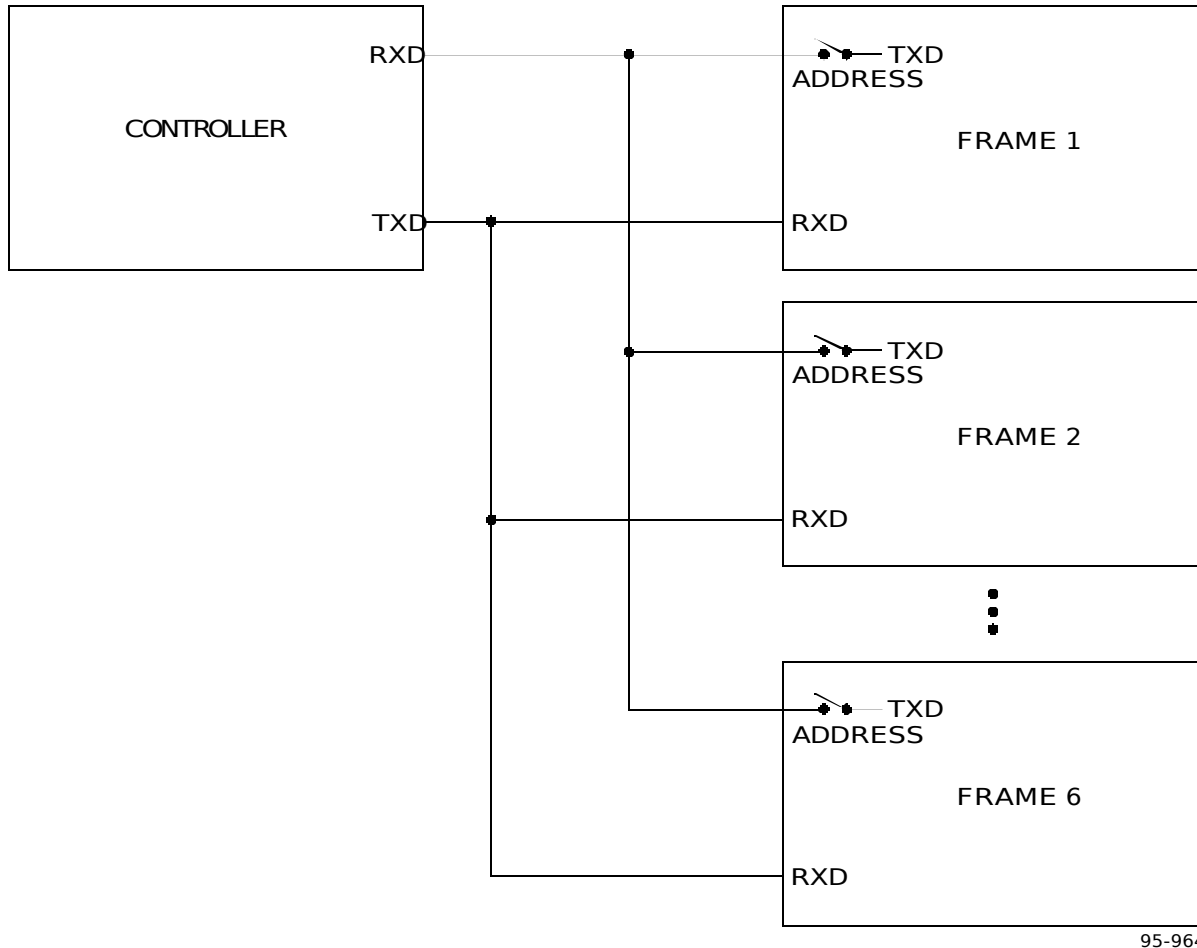 RXD
TXD
ADDRESS
CONTROLLER
FRAME 1
TXD
RXD
TXD
ADDRESS
FRAME 2
RXD
TXD
ADDRESS
FRAME 6
RXD